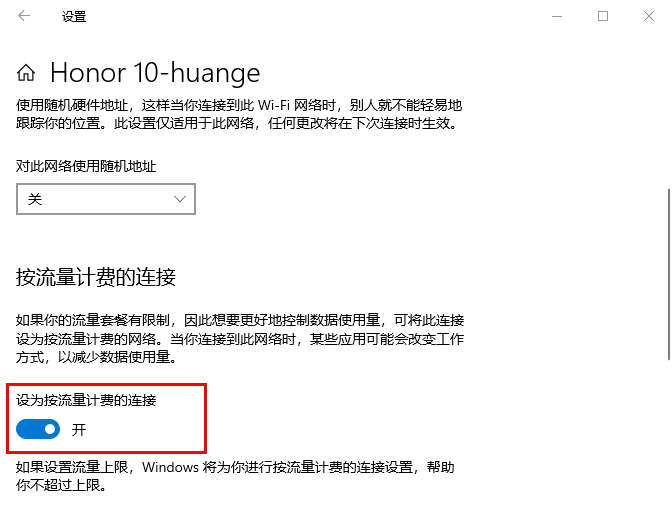 设置
Honor 10-huange
使用随机硬件地址，这样当你连接到此 Wi-Fi 网络时，别人就不能轻易地
跟踪你的位置。此设置仅适用于此网络，任何更改将在下次连接时生效。
对此网络使用随机地址
关
按流量计费的连接
如果你的流量套餐有限制，因此想要更好地控制数据使用量，可将此连接
设为按流量计费的网络。当你连接到此网络时，某些应用可能会改变工作
方式，以减少数据使用量。
设为按流量计费的连接
开
如果设置流量上限，Windows 将为你进行按流量计费的连接设置，帮助
你不超过上限。